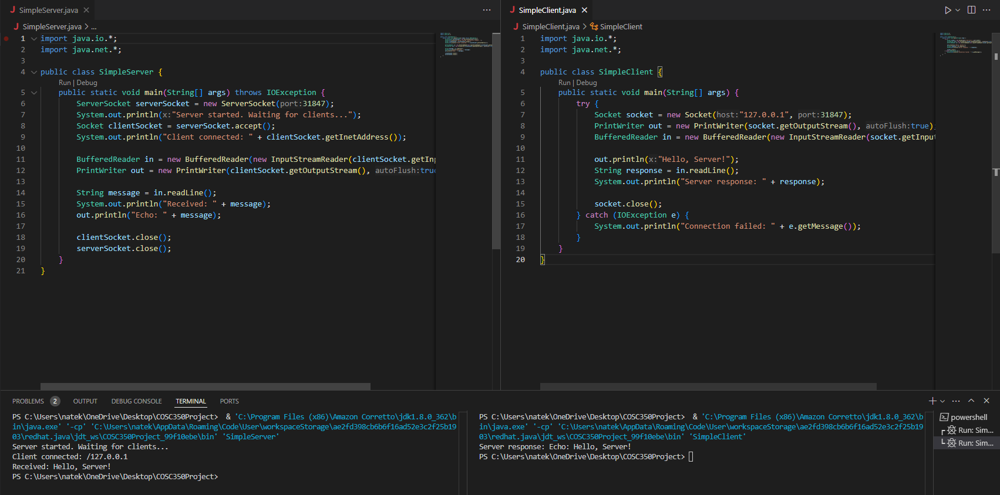 SimpleServer.java
SimpleServer.java > ...
1 import java.io.*;
2 import java.net.*;
3
4 public class SimpleServer {
Run | Debug
5 public static void main(String[] args) throws IOException {
6 ServerSocket serverSocket = new ServerSocket(port:31847);
7 System.out.println(x:"Server started. Waiting for clients...");
8 Socket clientSocket = serverSocket.accept();
9 System.out.println("Client connected: " + clientSocket.getInetAddress());
10
11 BufferedReader in = new BufferedReader(new InputStreamReader(clientSocket.getInp
12 PrintWriter out = new PrintWriter(clientSocket.getOutputStream(), autoFlush:true
13
14 String message = in.readLine();
15 System.out.println("Received: " + message);
16 out.println("Echo: " + message);
17
18 clientSocket.close();
19 serverSocket.close();
20 }
21 }
SimpleClient.java
SimpleClient.java > SimpleClient
1 import java.io.*;
2 import java.net.*;
3
4 public class SimpleClient {
Run | Debug
5 public static void main(String[] args) {
6 try {
7 Socket socket = new Socket(host:"127.0.0.1", port:31847);
8 PrintWriter out = new PrintWriter(socket.getOutputStream(), autoFlush:true);
9 BufferedReader in = new BufferedReader(new InputStreamReader(socket.getInput
10
11 out.println(x:"Hello, Server!");
12 String response = in.readLine();
13 System.out.println("Server response: " + response);
14
15 socket.close();
16 } catch (IOException e) {
17 System.out.println("Connection failed: " + e.getMessage());
18 }
19 }
20 }
PROBLEMS 2 OUTPUT DEBUG CONSOLE TERMINAL PORTS
PS C:\Users\natek\OneDrive\Desktop\COSC350Project> & 'C:\Program Files (x86)\Amazon Corretto\jdk1.8.0_362\b
in\java.exe' '-cp' 'C:\Users\natek\AppData\Roaming\Code\User\workspaceStorage\ae2fd398cb6b6f16ad52e3c2f25b19
03\redhat.java\jdt_ws\COSC350Project_99f10ebe\bin' 'SimpleServer'
Server started. Waiting for clients...
Client connected: /127.0.0.1
Received: Hello, Server!
PS C:\Users\natek\OneDrive\Desktop\COSC350Project>
PS C:\Users\natek\OneDrive\Desktop\COSC350Project> & 'C:\Program Files (x86)\Amazon Corretto\jdk1.8.0_362\b
in\java.exe' '-cp' 'C:\Users\natek\AppData\Roaming\Code\User\workspaceStorage\ae2fd398cb6b6f16ad52e3c2f25b19
03\redhat.java\jdt_ws\COSC350Project_99f10ebe\bin' 'SimpleClient'
Server response: Echo: Hello, Server!
PS C:\Users\natek\OneDrive\Desktop\COSC350Project>
powershell
Run: Sim...
Run: Sim...